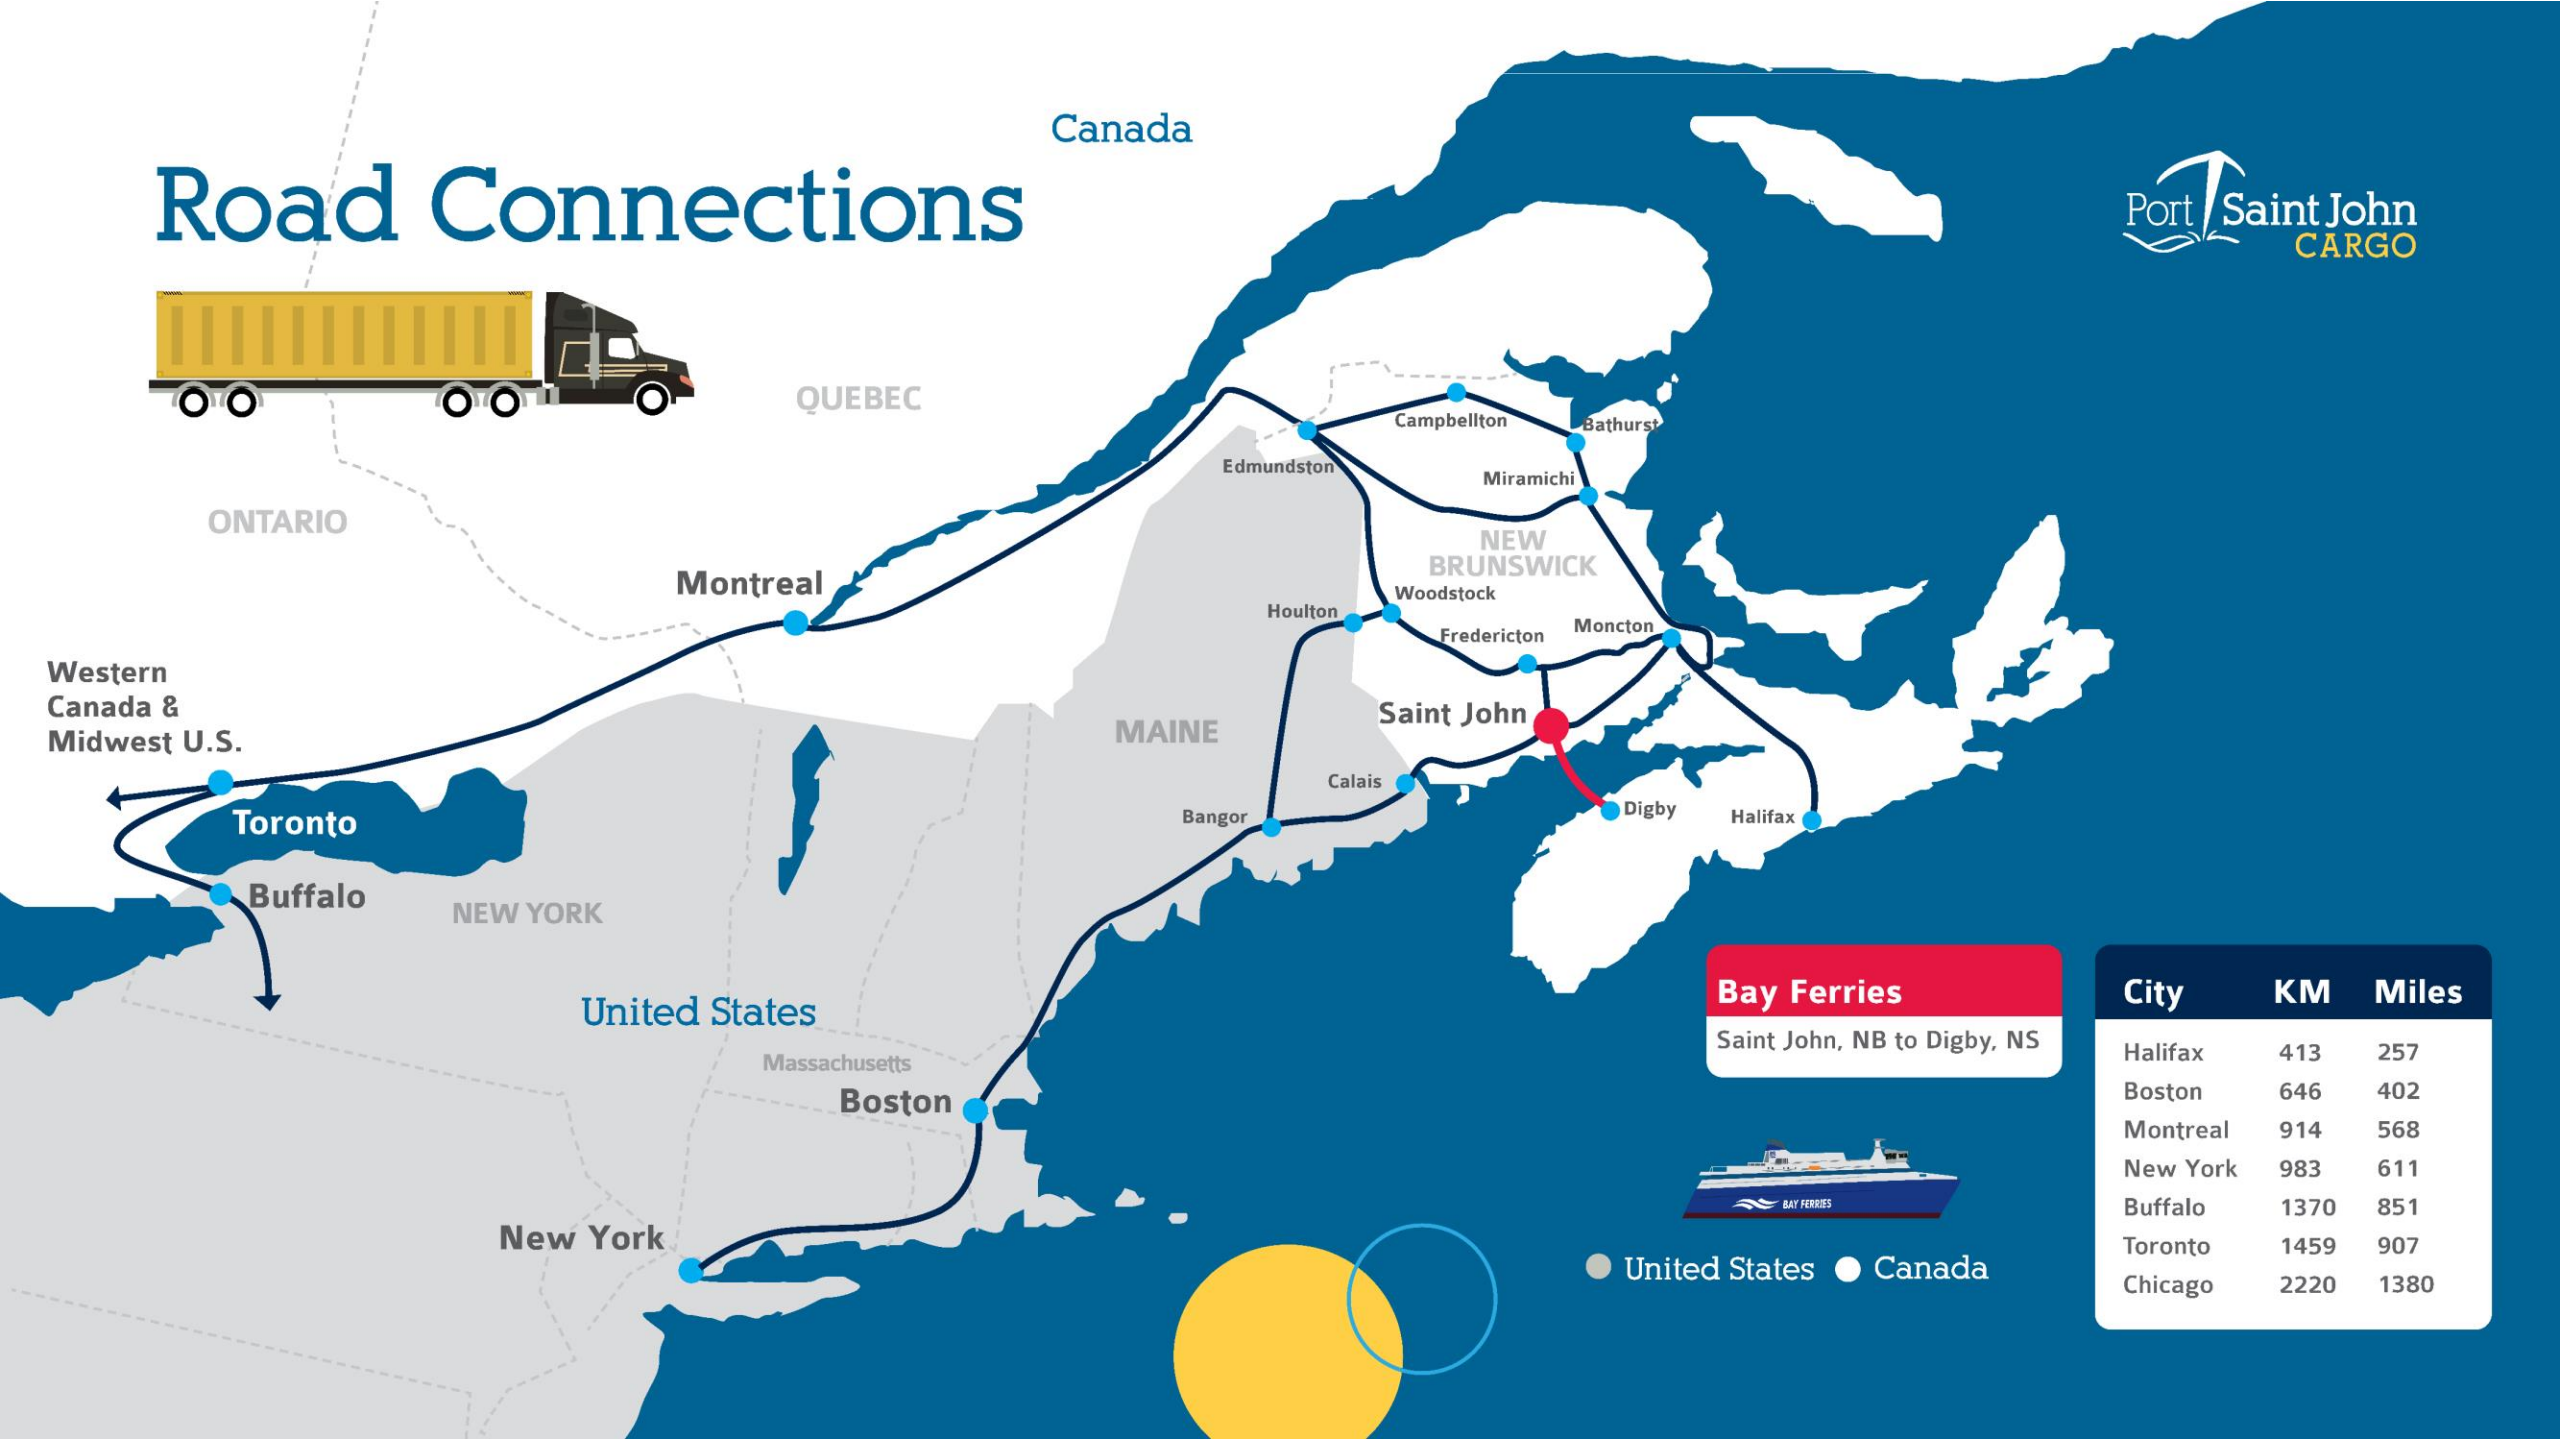 Canada
Road Connections
Port Saint John
CARGO
QUEBEC
Campbellton
Bathurst
Edmundston
Miramichi
ONTARIO
NEW
BRUNSWICK
Montreal
Woodstock
Houlton
Fredericton
Moncton
Western
Canada &
Midwest U.S.
Saint John
MAINE
Calais
Bangor
Digby
Halifax
Toronto
Buffalo
NEW YORK
United States
Massachusetts
Boston
New York
Bay Ferries
Saint John, NB to Digby, NS
BAY FERRIES
United States Canada
City KM Miles
Halifax 413 257
Boston 646 402
Montreal 914 568
New York 983 611
Buffalo 1370 851
Toronto 1459 907
Chicago 2220 1380